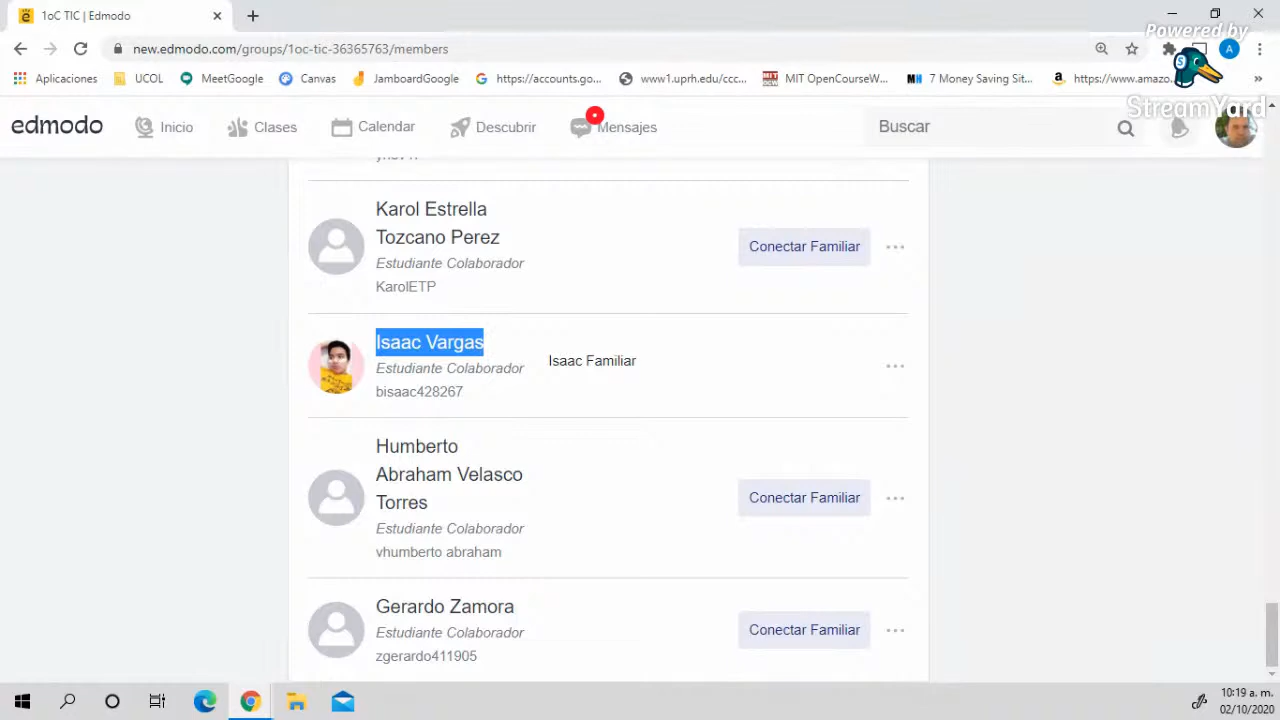 1oC TIC | Edmodo
new.edmodo.com/groups/1oc-tic-36365763/members
A
Powered by
StreamYard
Aplicaciones UCOL MeetGoogle Canvas JamboardGoogle https://accounts.go... www1.uprh.edu/ccc... MIT OpenCourseW... 7 Money Saving Sit... https://www.amazo...
edmodo Inicio Clases Calendar Descubrir Mensajes Buscar
Karol Estrella
Tozcano Perez
Estudiante Colaborador
KarolETP
Conectar Familiar
Isaac Vargas
Estudiante Colaborador
bisaac428267
Isaac Familiar
Humberto
Abraham Velasco
Torres
Estudiante Colaborador
vhumberto abraham
Conectar Familiar
Gerardo Zamora
Estudiante Colaborador
zgerardo411905
Conectar Familiar
10:19 a. m.
02/10/2020